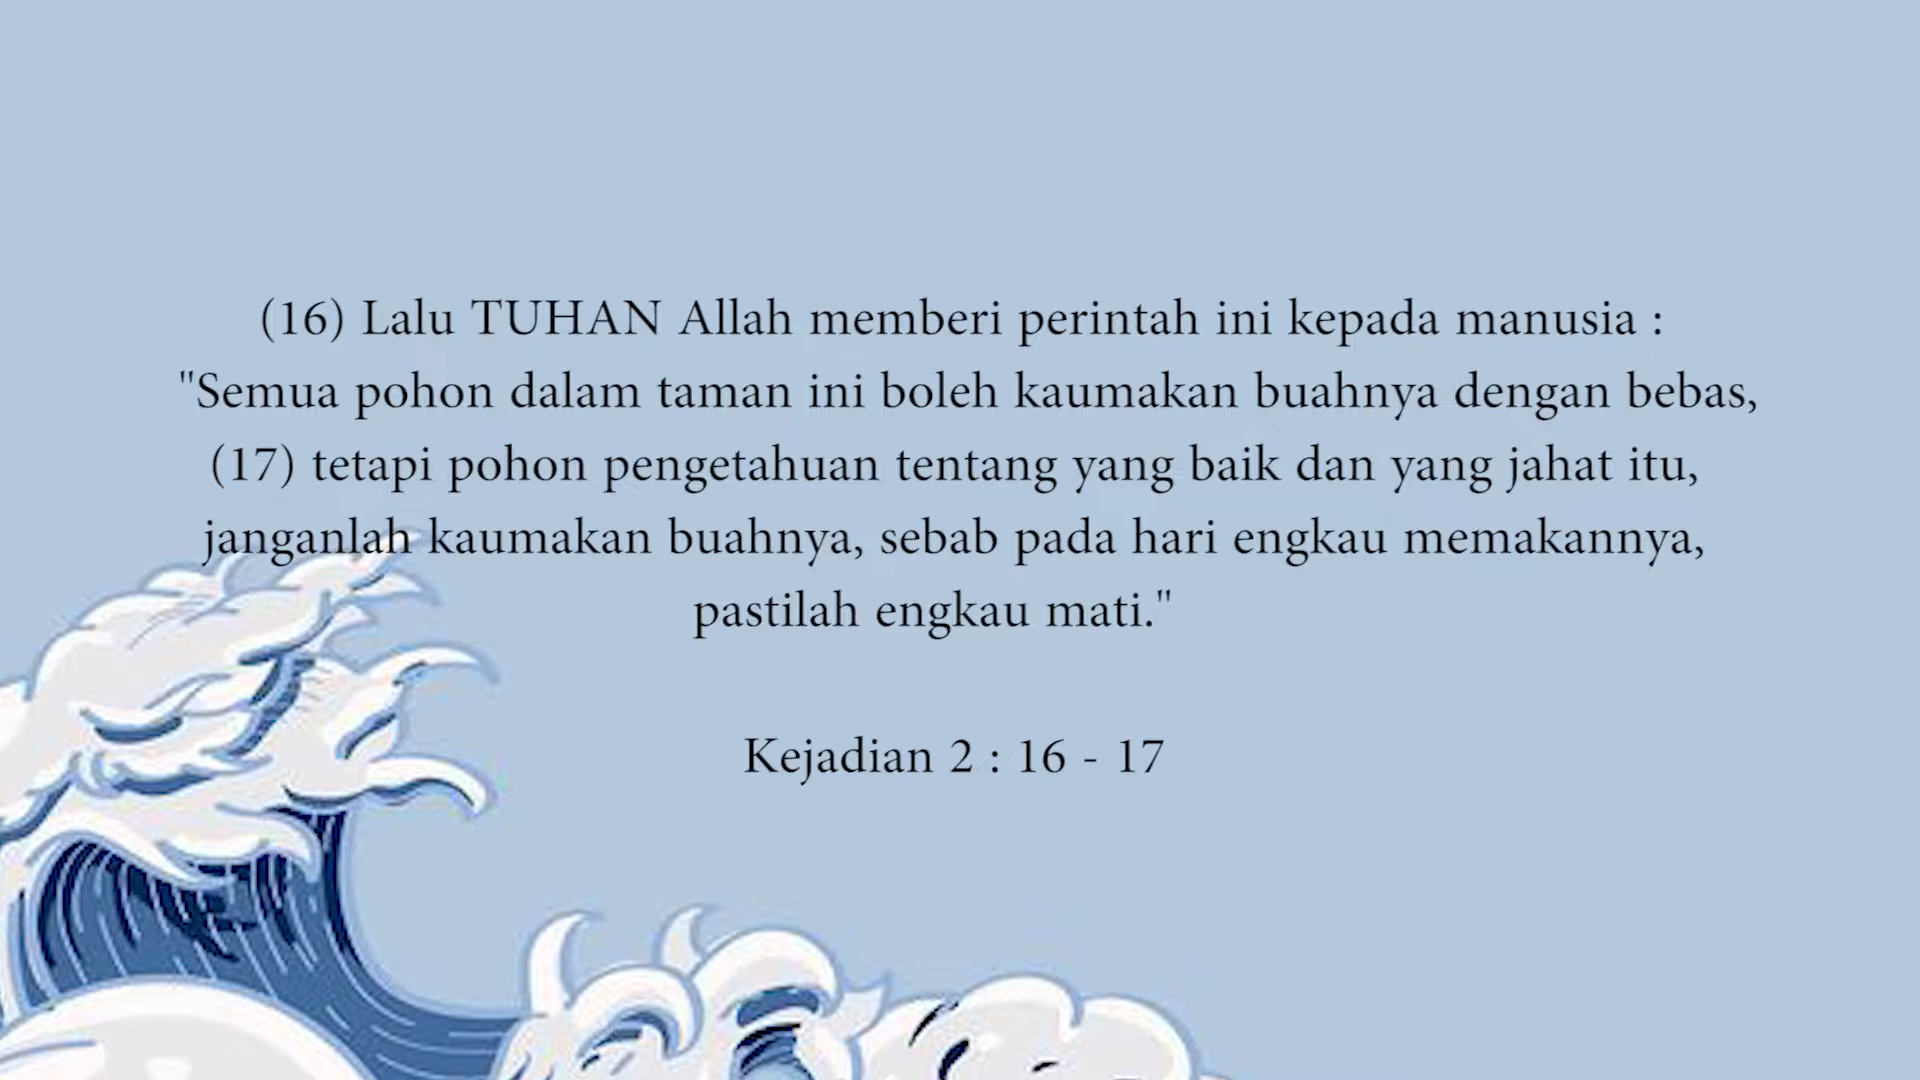 (16) Lalu TUHAN Allah memberi perintah ini kepada manusia :
"Semua pohon dalam taman ini boleh kaumakan buahnya dengan bebas,
(17) tetapi pohon pengetahuan tentang yang baik dan yang jahat itu,
janganlah kaumakan buahnya, sebab pada hari engkau memakannya,
pastilah engkau mati."
Kejadian 2 : 16 - 17